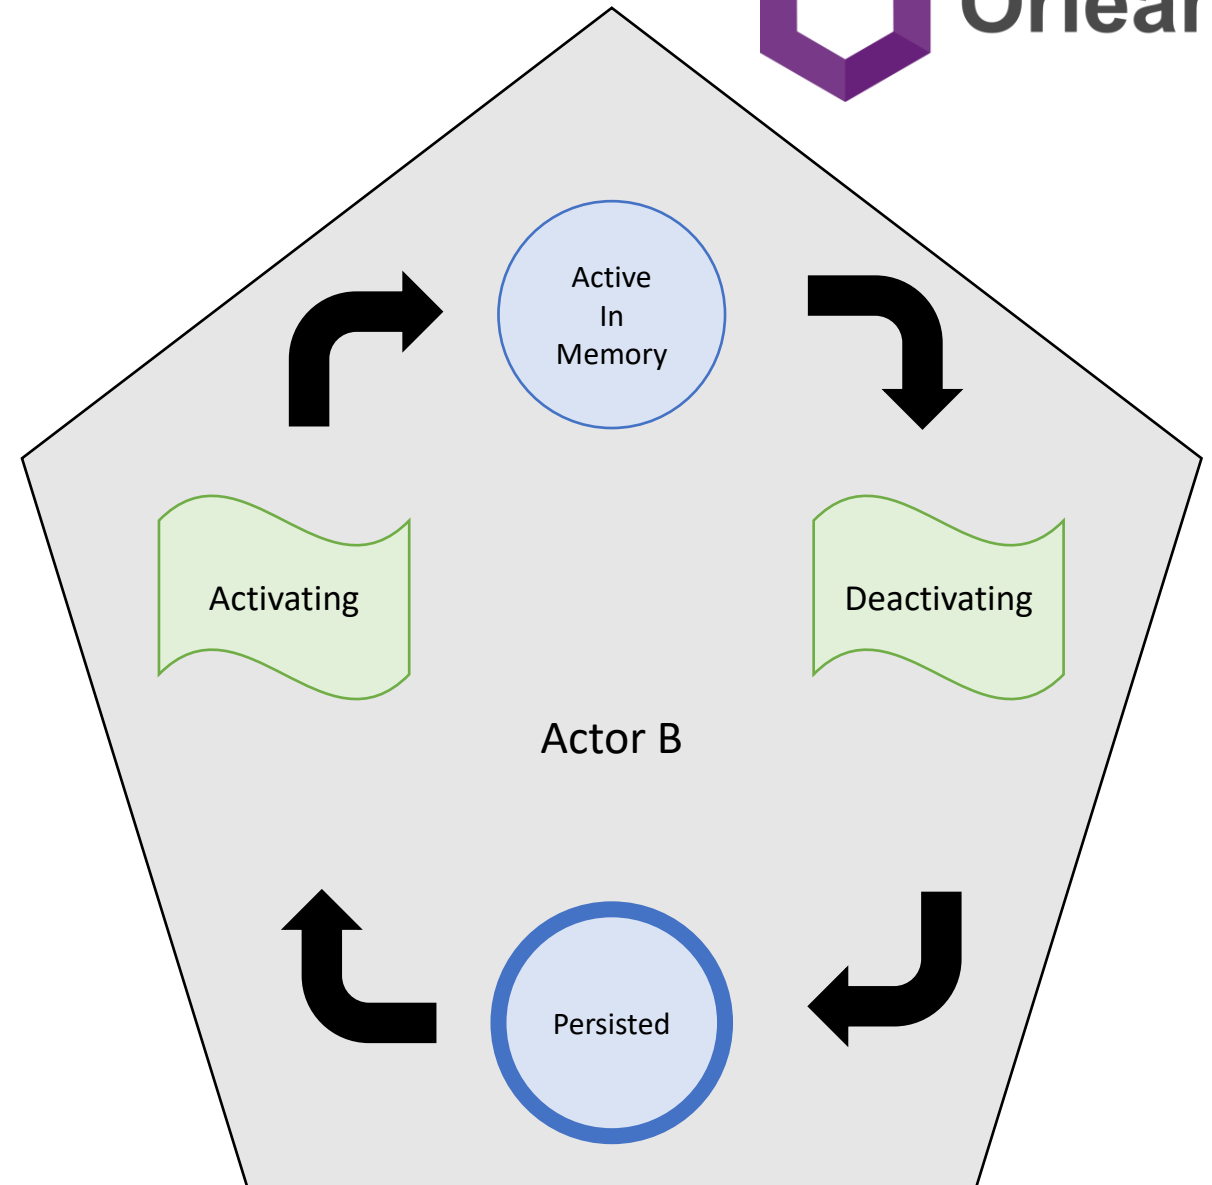 Active
In
Memory
Activating
Deactivating
Actor B
Persisted